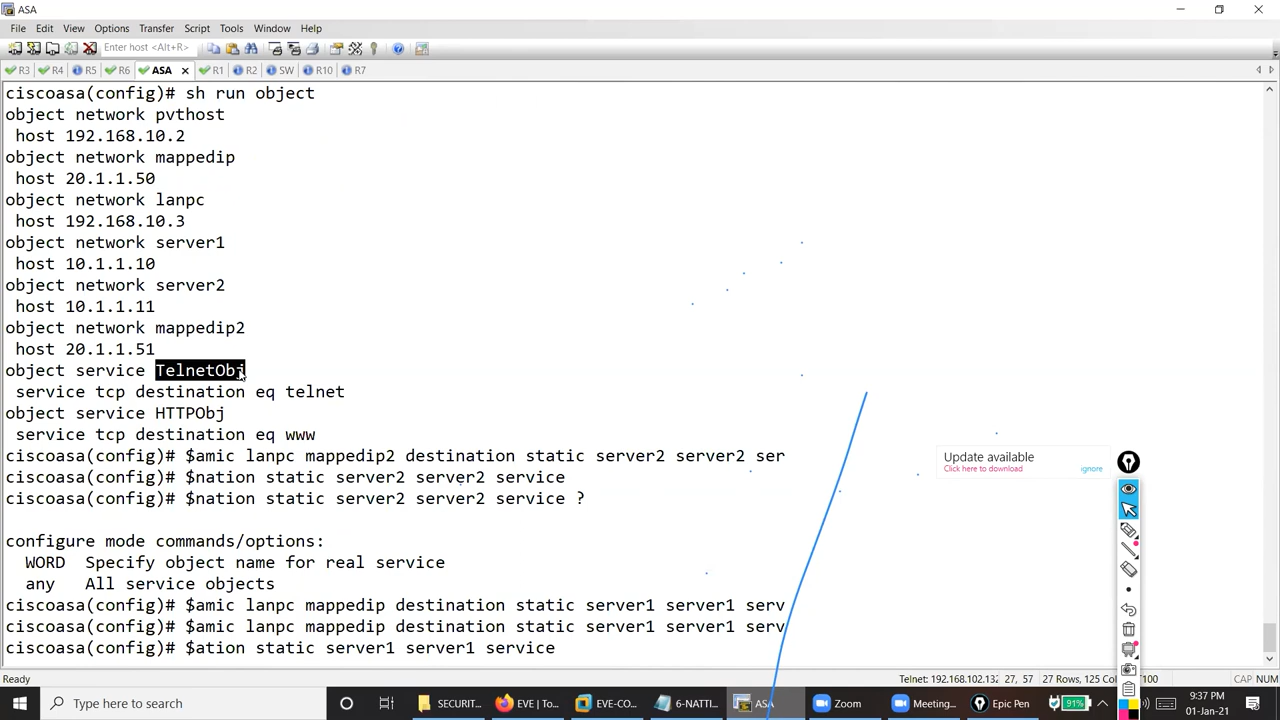 ASA
File Edit View Options Transfer Script Tools Window Help
Enter host <Alt+R>
R3 R4 R5 R6 ASA R1 R2 SW R10 R7
ciscoasa(config)# sh run object
object network pvthost
host 192.168.10.2
object network mappedip
host 20.1.1.50
object network lanpc
host 192.168.10.3
object network server1
host 10.1.1.10
object network server2
host 10.1.1.11
object network mappedip2
host 20.1.1.51
object service TelnetObj
service tcp destination eq telnet
object service HTTPObj
service tcp destination eq www
ciscoasa(config)# $amic lanpc mappedip2 destination static server2 server2 ser
ciscoasa(config)# $nation static server2 server2 service
ciscoasa(config)# $nation static server2 server2 service ?
configure mode commands/options:
WORD Specify object name for real service
any All service objects
ciscoasa(config)# $amic lanpc mappedip destination static server1 server1 serv
ciscoasa(config)# $amic lanpc mappedip destination static server1 server1 serv
ciscoasa(config)# $ation static server1 server1 service
Update available
Click here to download ignore
Ready Telnet: 192.168.102.132 27, 57 27 Rows, 125 Col 100 CAP NUM
Type here to search
SECURIT... EVE | To... EVE-CO... 6-NATTI... ASA Zoom Meeting... Epic Pen 91% 9:37 PM
01-Jan-21